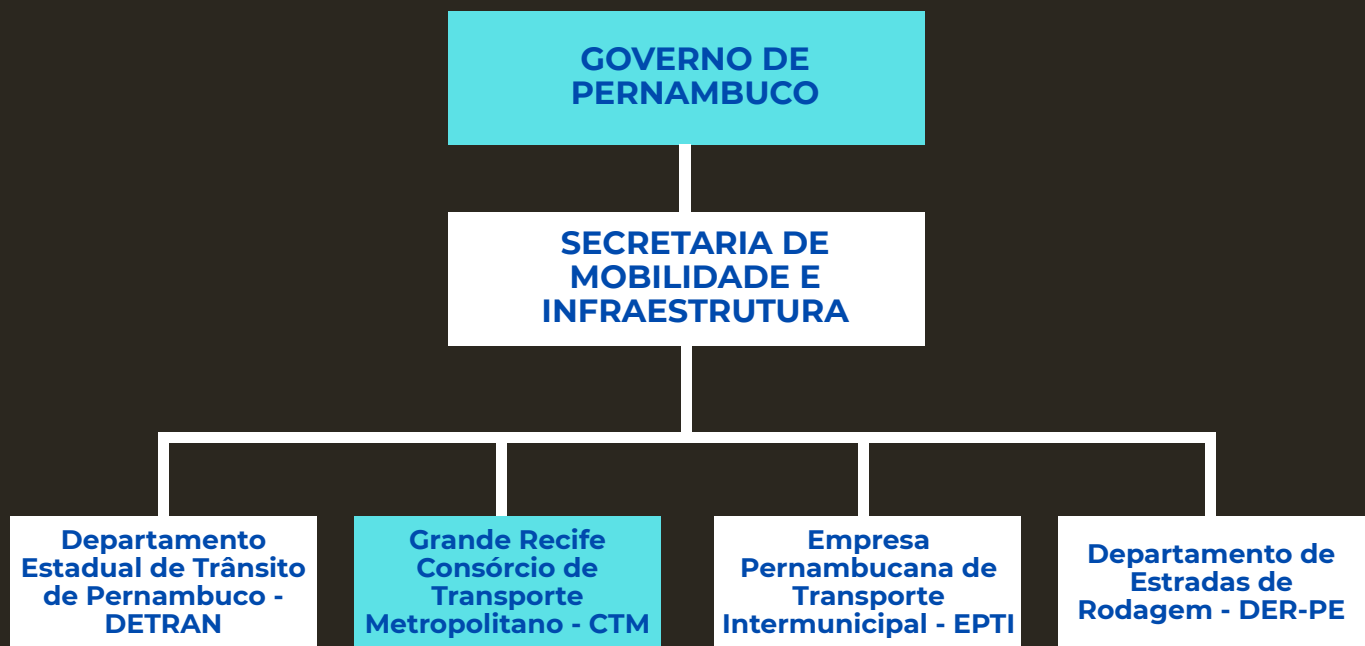 GOVERNO DE
PERNAMBUCO
SECRETARIA DE
MOBILIDADE E
INFRAESTRUTURA
Departamento
Estadual de Trânsito
de Pernambuco -
DETRAN
Grande Recife
Consórcio de
Transporte
Metropolitano - CTM
Empresa
Pernambucana de
Transporte
Intermunicipal - EPTI
Departamento de
Estradas de
Rodagem - DER-PE